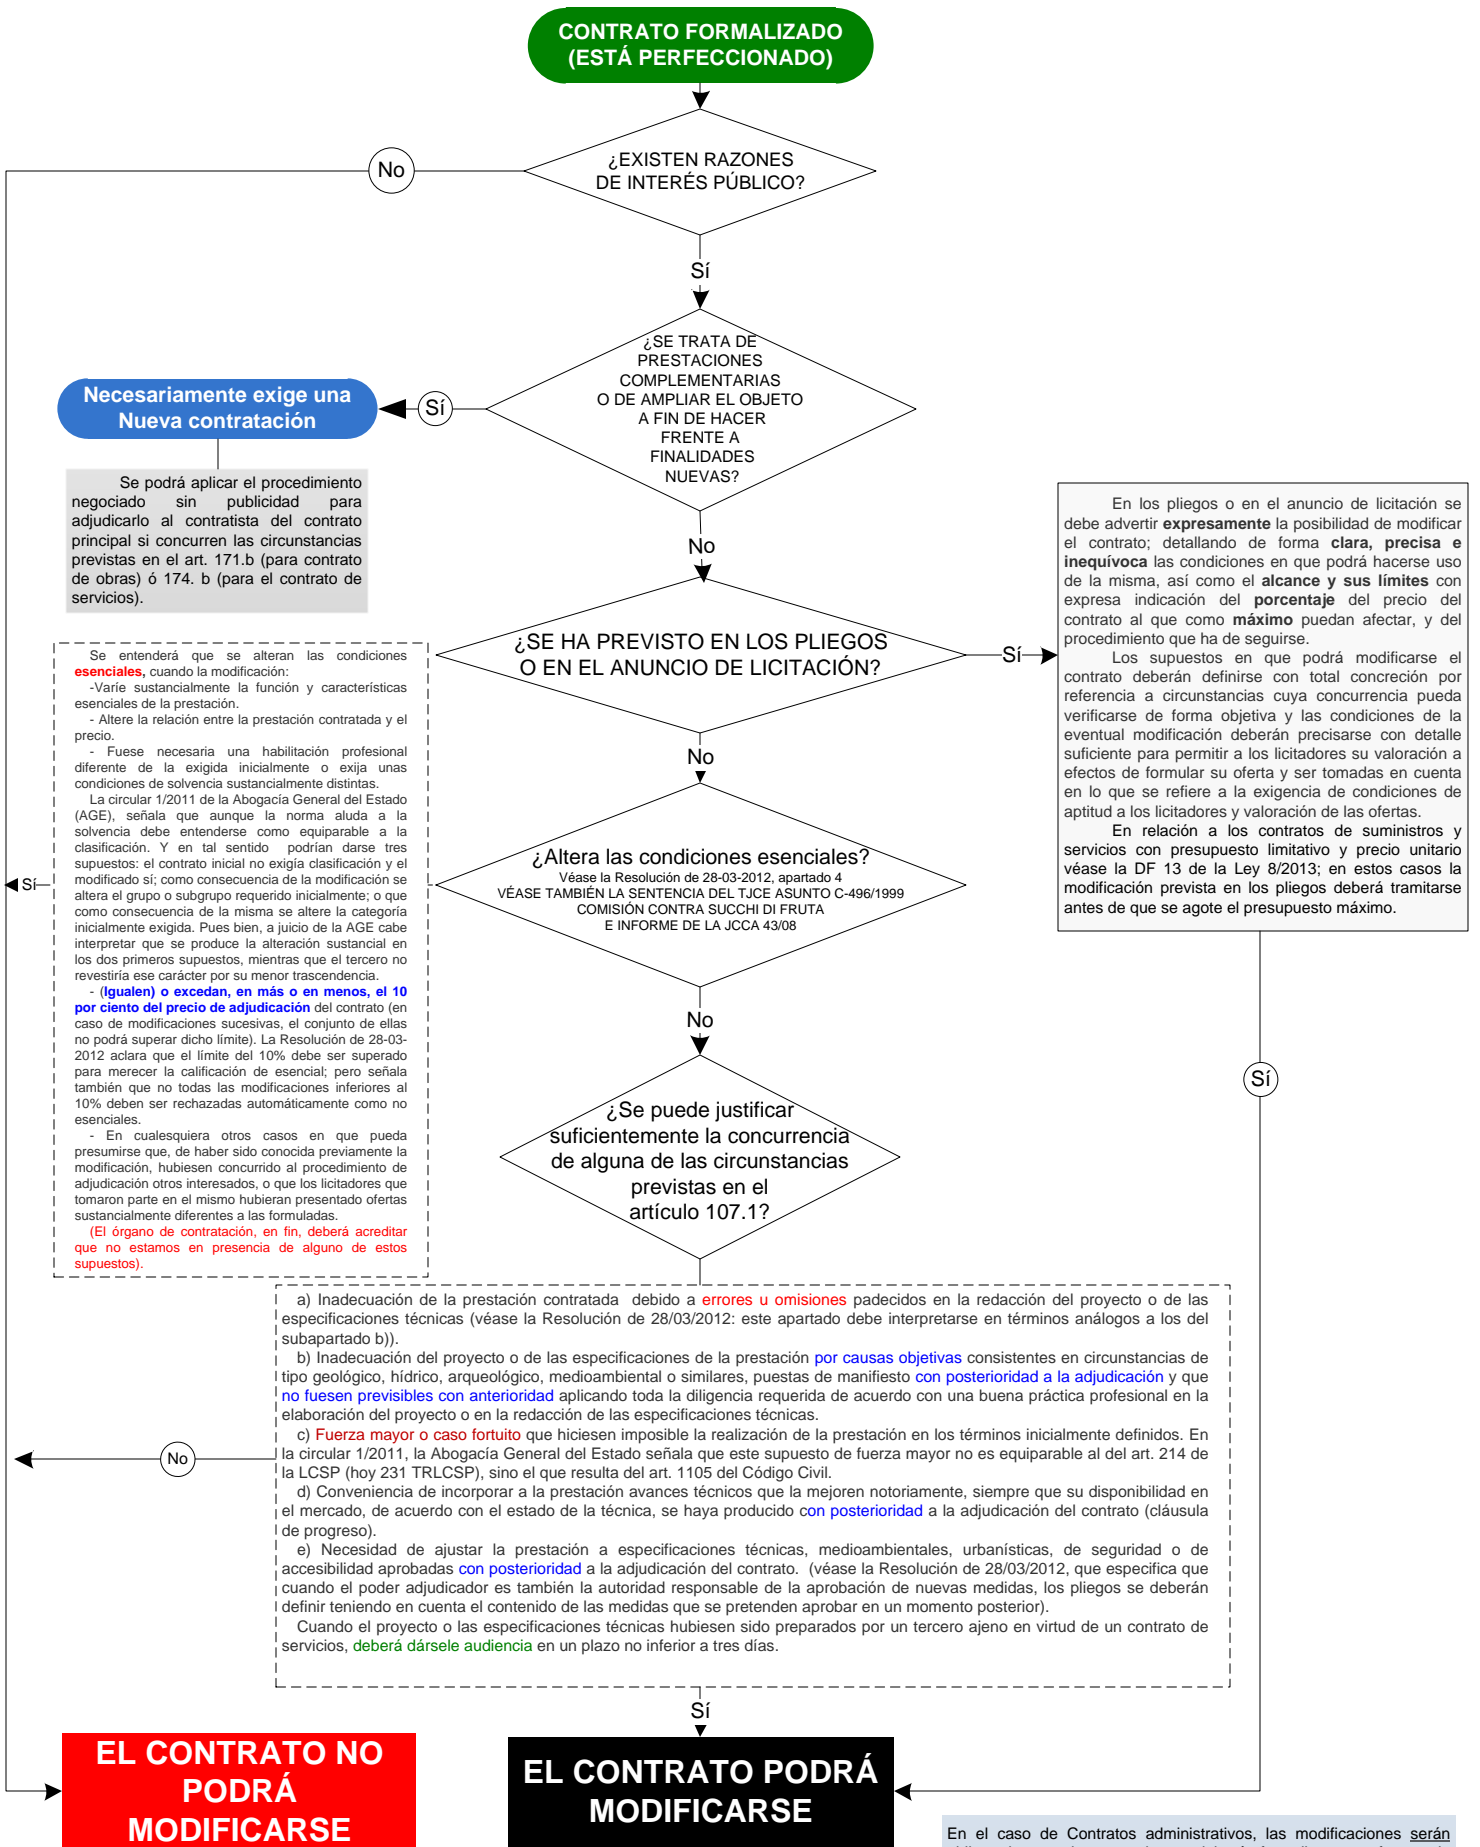 CONTRATO FORMALIZADO
(ESTÁ PERFECCIONADO)
¿EXISTEN RAZONES
DE INTERÉS PÚBLICO?
No
Sí
¿SE TRATA DE
PRESTACIONES
COMPLEMENTARIAS
O DE AMPLIAR EL OBJETO
A FIN DE HACER
FRENTE A
FINALIDADES
NUEVAS?
Sí
Necesariamente exige una
Nueva contratación
Se podrá aplicar el procedimiento
negociado sin publicidad para
adjudicarlo al contratista del contrato
principal si concurren las circunstancias
previstas en el art. 171.b (para contrato
de obras) ó 174. b (para el contrato de
servicios).
No
¿SE HA PREVISTO EN LOS PLIEGOS
O EN EL ANUNCIO DE LICITACIÓN?
Sí
En los pliegos o en el anuncio de licitación se
debe advertir expresamente la posibilidad de modificar
el contrato; detallando de forma clara, precisa e
inequívoca las condiciones en que podrá hacerse uso
de la misma, así como el alcance y sus límites con
expresa indicación del porcentaje del precio del
contrato al que como máximo puedan afectar, y del
procedimiento que ha de seguirse.
Los supuestos en que podrá modificarse el
contrato deberán definirse con total concreción por
referencia a circunstancias cuya concurrencia pueda
verificarse de forma objetiva y las condiciones de la
eventual modificación deberán precisarse con detalle
suficiente para permitir a los licitadores su valoración a
efectos de formular su oferta y ser tomadas en cuenta
en lo que se refiere a la exigencia de condiciones de
aptitud a los licitadores y valoración de las ofertas.
En relación a los contratos de suministros y
servicios con presupuesto limitativo y precio unitario
véase la DF 13 de la Ley 8/2013; en estos casos la
modificación prevista en los pliegos deberá tramitarse
antes de que se agote el presupuesto máximo.
Sí
No
¿Altera las condiciones esenciales?
Véase la Resolución de 28-03-2012, apartado 4
VÉASE TAMBIÉN LA SENTENCIA DEL TJCE ASUNTO C-496/1999
COMISIÓN CONTRA SUCCHI DI FRUTA
E INFORME DE LA JCCA 43/08
Se entenderá que se alteran las condiciones
esenciales, cuando la modificación:
-Varíe sustancialmente la función y características
esenciales de la prestación.
- Altere la relación entre la prestación contratada y el
precio.
- Fuese necesaria una habilitación profesional
diferente de la exigida inicialmente o exija unas
condiciones de solvencia sustancialmente distintas.
La circular 1/2011 de la Abogacía General del Estado
(AGE), señala que aunque la norma aluda a la
solvencia debe entenderse como equiparable a la
clasificación. Y en tal sentido podrían darse tres
supuestos: el contrato inicial no exigía clasificación y el
modificado sí; como consecuencia de la modificación se
altera el grupo o subgrupo requerido inicialmente; o que
como consecuencia de la misma se altere la categoría
inicialmente exigida. Pues bien, a juicio de la AGE cabe
interpretar que se produce la alteración sustancial en
los dos primeros supuestos, mientras que el tercero no
revestiría ese carácter por su menor trascendencia.
- (Igualen) o excedan, en más o en menos, el 10
por ciento del precio de adjudicación del contrato (en
caso de modificaciones sucesivas, el conjunto de ellas
no podrá superar dicho límite). La Resolución de 28-03-
2012 aclara que el límite del 10% debe ser superado
para merecer la calificación de esencial; pero señala
también que no todas las modificaciones inferiores al
10% deben ser rechazadas automáticamente como no
esenciales.
- En cualesquiera otros casos en que pueda
presumirse que, de haber sido conocida previamente la
modificación, hubiesen concurrido al procedimiento de
adjudicación otros interesados, o que los licitadores que
tomaron parte en el mismo hubieran presentado ofertas
sustancialmente diferentes a las formuladas.
(El órgano de contratación, en fin, deberá acreditar
que no estamos en presencia de alguno de estos
supuestos).
Sí
No
¿Se puede justificar
suficientemente la concurrencia
de alguna de las circunstancias
previstas en el
artículo 107.1?
a) Inadecuación de la prestación contratada debido a errores u omisiones padecidos en la redacción del proyecto o de las
especificaciones técnicas (véase la Resolución de 28/03/2012: este apartado debe interpretarse en términos análogos a los del
subapartado b)).
b) Inadecuación del proyecto o de las especificaciones de la prestación por causas objetivas consistentes en circunstancias de
tipo geológico, hídrico, arqueológico, medioambiental o similares, puestas de manifiesto con posterioridad a la adjudicación y que
no fuesen previsibles con anterioridad aplicando toda la diligencia requerida de acuerdo con una buena práctica profesional en la
elaboración del proyecto o en la redacción de las especificaciones técnicas.
c) Fuerza mayor o caso fortuito que hiciesen imposible la realización de la prestación en los términos inicialmente definidos. En
la circular 1/2011, la Abogacía General del Estado señala que este supuesto de fuerza mayor no es equiparable al del art. 214 de
la LCSP (hoy 231 TRLCSP), sino el que resulta del art. 1105 del Código Civil.
d) Conveniencia de incorporar a la prestación avances técnicos que la mejoren notoriamente, siempre que su disponibilidad en
el mercado, de acuerdo con el estado de la técnica, se haya producido con posterioridad a la adjudicación del contrato (cláusula
de progreso).
e) Necesidad de ajustar la prestación a especificaciones técnicas, medioambientales, urbanísticas, de seguridad o de
accesibilidad aprobadas con posterioridad a la adjudicación del contrato. (véase la Resolución de 28/03/2012, que especifica que
cuando el poder adjudicador es también la autoridad responsable de la aprobación de nuevas medidas, los pliegos se deberán
definir teniendo en cuenta el contenido de las medidas que se pretenden aprobar en un momento posterior).
Cuando el proyecto o las especificaciones técnicas hubiesen sido preparados por un tercero ajeno en virtud de un contrato de
servicios, deberá dársele audiencia en un plazo no inferior a tres días.
No
Sí
EL CONTRATO NO
PODRÁ
MODIFICARSE
EL CONTRATO PODRÁ
MODIFICARSE
En el caso de Contratos administrativos, las modificaciones serán